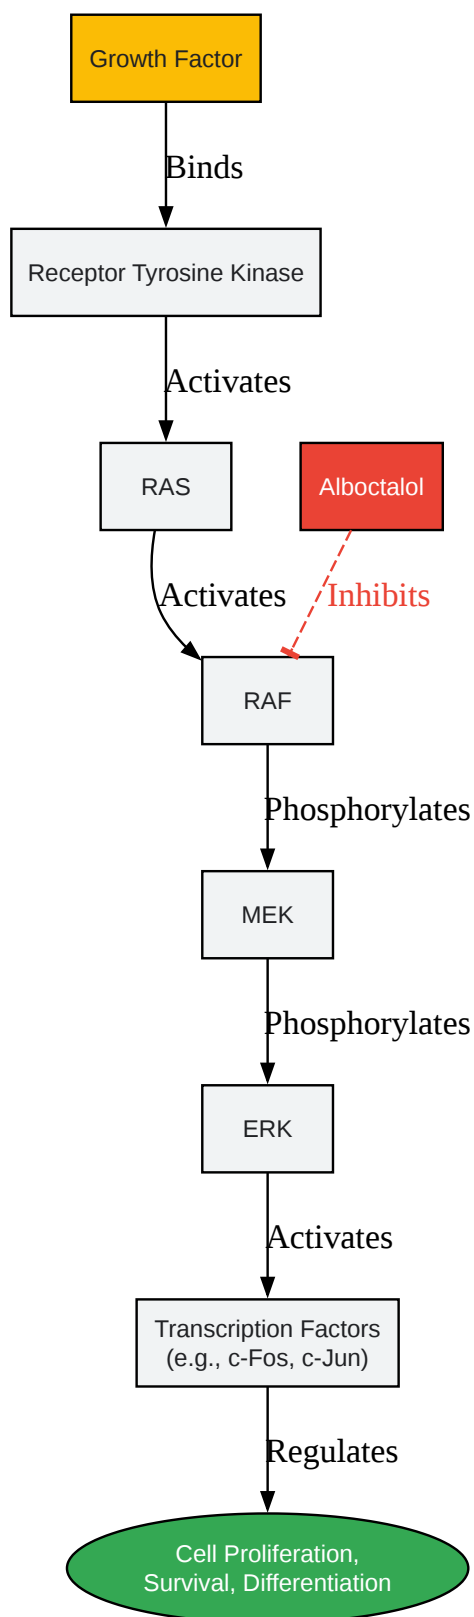 Growth Factor
Binds
Receptor Tyrosine Kinase
Activates
RAS
Alboctalol
Activates
Inhibits
RAF
Phosphorylates
MEK
Phosphorylates
ERK
Activates
Transcription Factors
(e.g., c-Fos, c-Jun)
Regulates
Cell Proliferation,
Survival, Differentiation